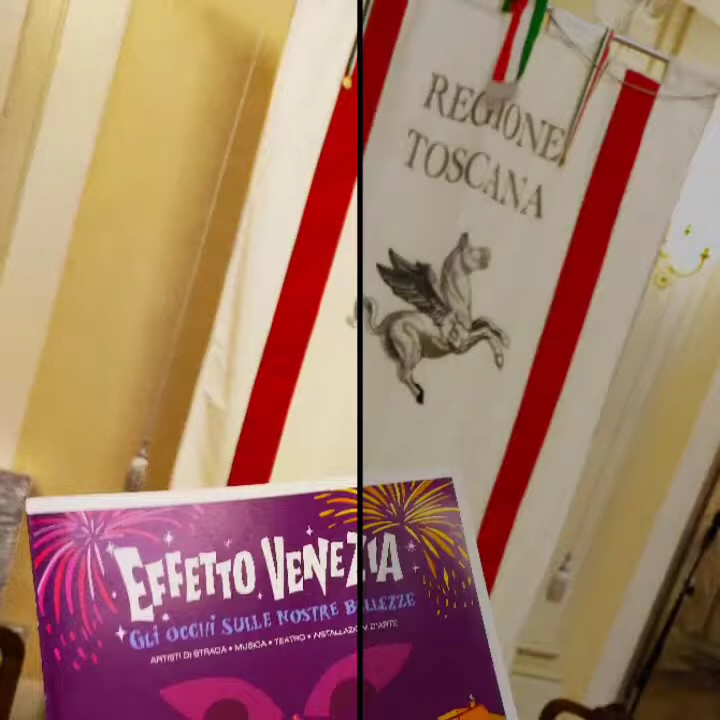 REGIONE
TOSCANA
EFFETTO VENEZIA
GLI OCCHI SULLE NOSTRE BELLEZZE
ARTISTI DI STRADA • MUSICA • TEATRO • INSTALLAZIONI D'ARTE